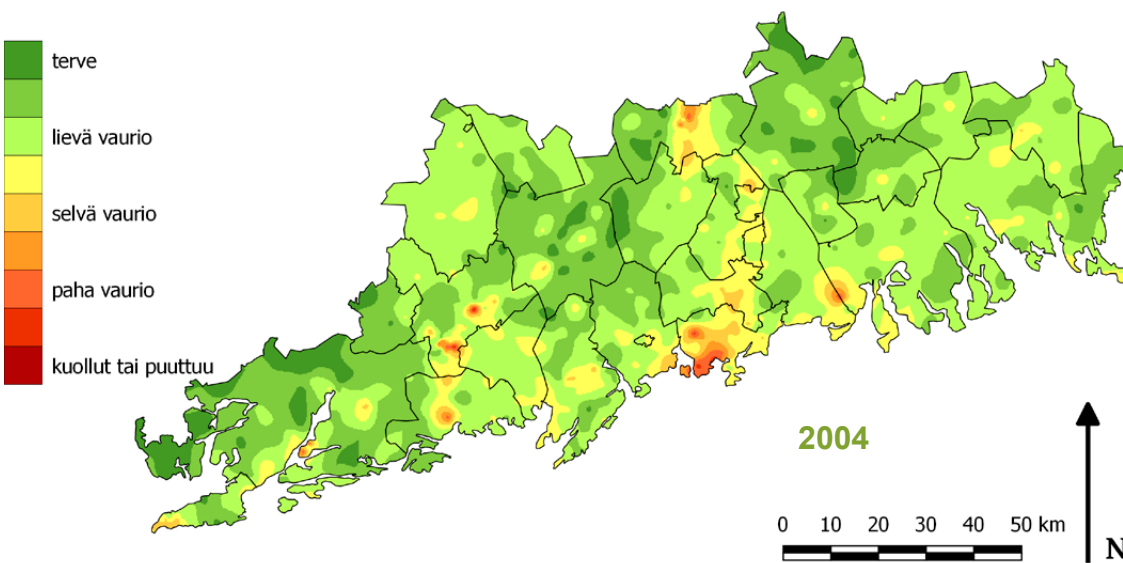 terve
lievä vaurio
selvä vaurio
paha vaurio
kuollut tai puuttuu
2004
0 10 20 30 40 50 km
N